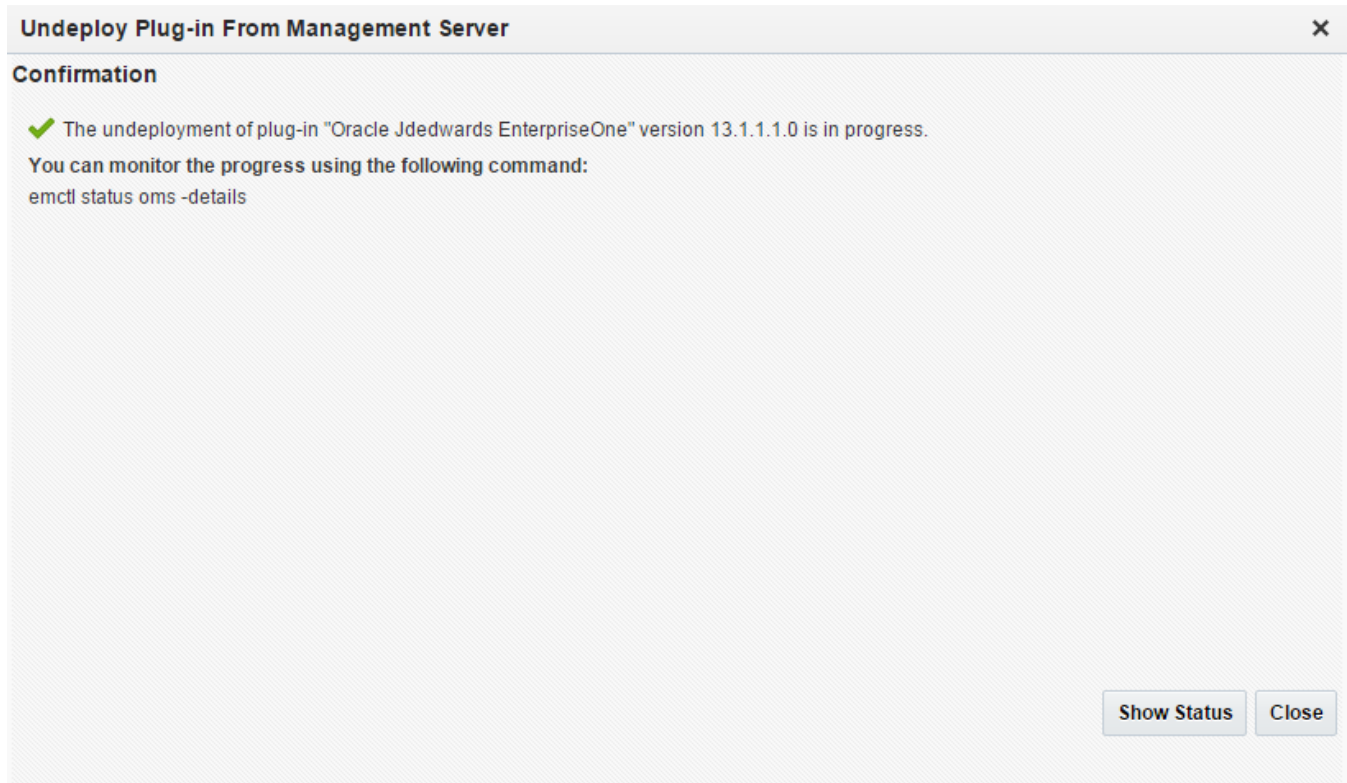 Undeploy Plug-in From Management Server
Confirmation
The undeployment of plug-in "Oracle Jdedwards EnterpriseOne" version 13.1.1.1.0 is in progress.
You can monitor the progress using the following command:
emctl status oms -details
Show Status Close